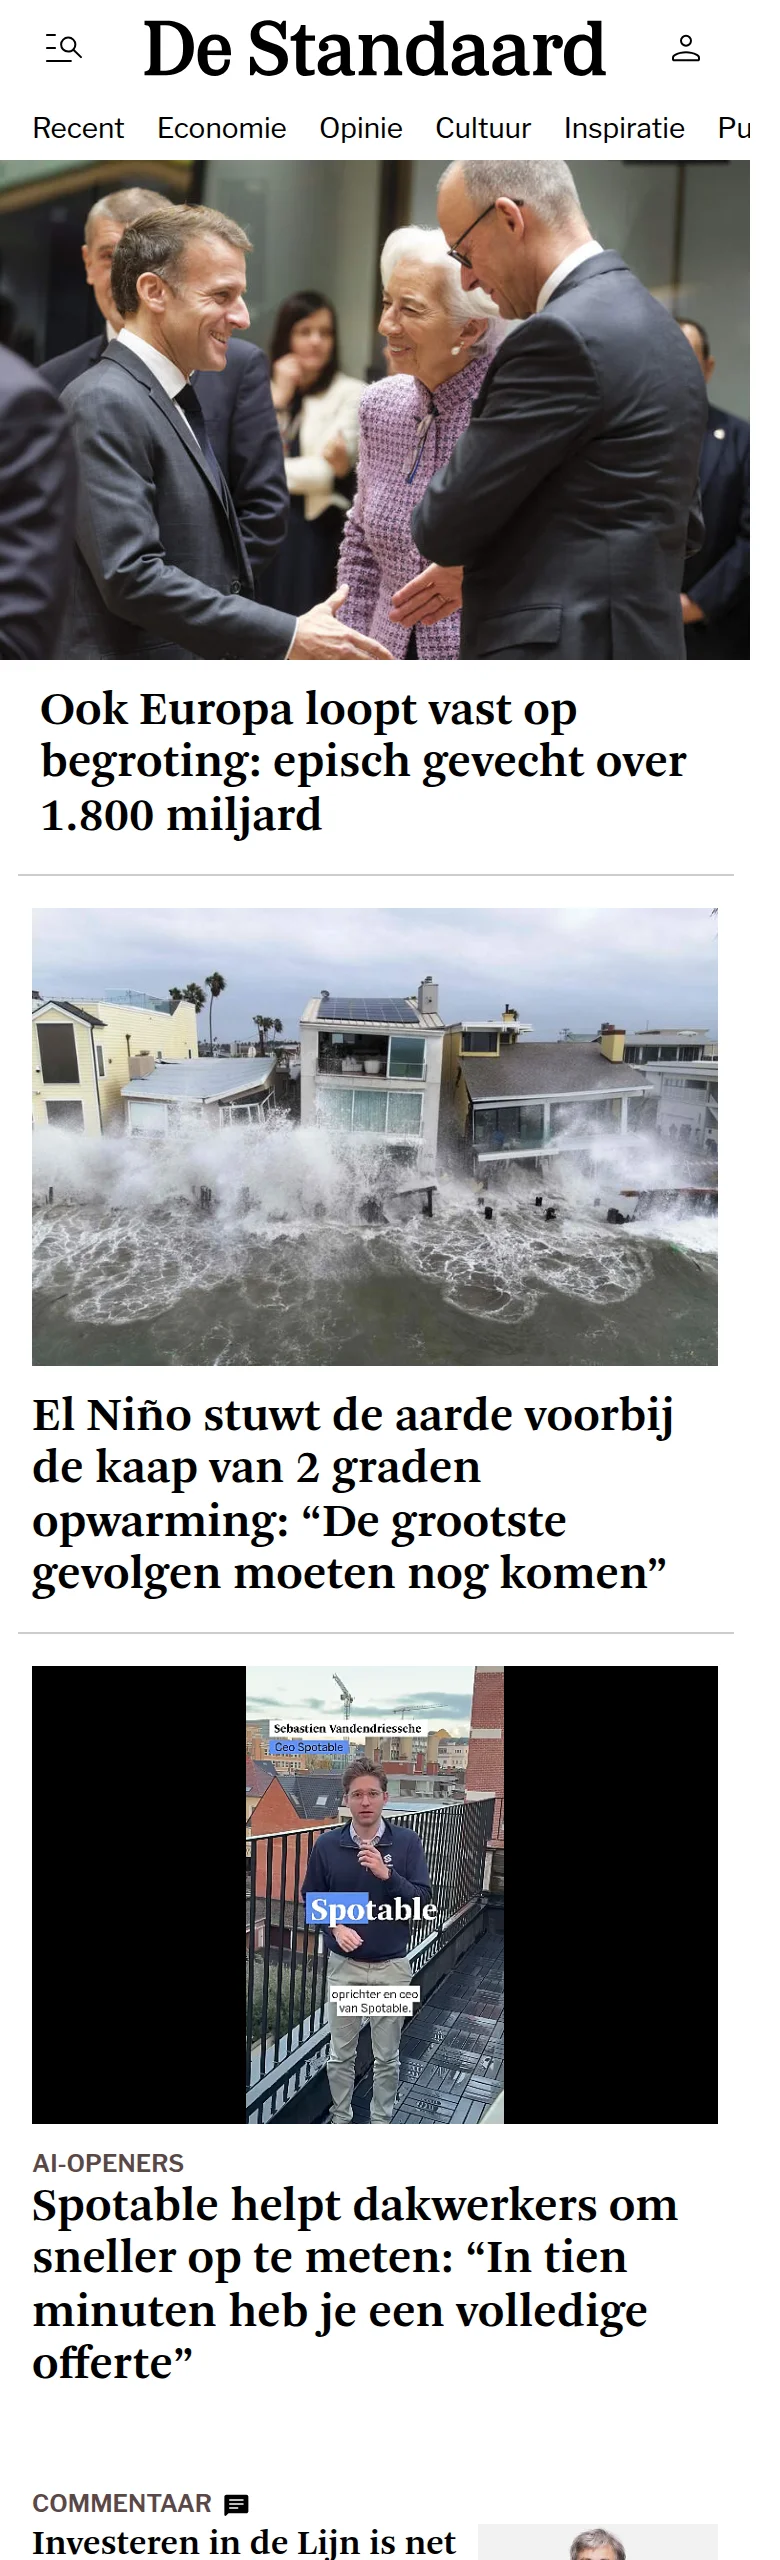 De Standaard
Recent Economie Opinie Cultuur Inspiratie Pu
Ook Europa loopt vast op
begroting: episch gevecht over
1.800 miljard
El Niño stuwt de aarde voorbij
de kaap van 2 graden
opwarming: “De grootste
gevolgen moeten nog komen”
Sebastien Vandendriessche
Ceo Spotable
Spotable
oprichter en ceo
van Spotable.
AI-OPENERS
Spotable helpt dakwerkers om
sneller op te meten: “In tien
minuten heb je een volledige
offerte”
COMMENTAAR
Investeren in de Lijn is net